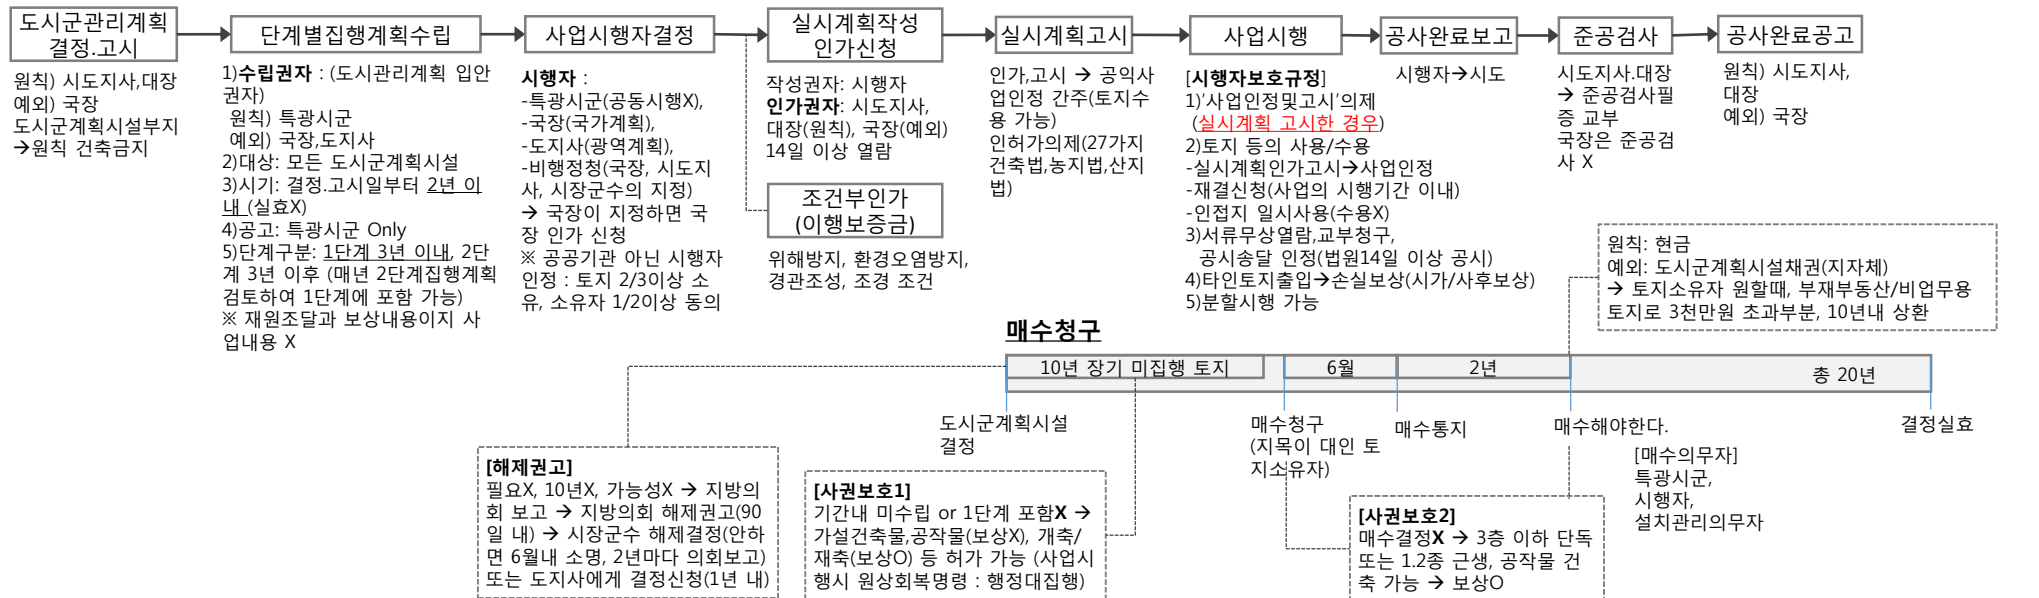 도시군관리계획
결정.고시
원칙) 시도지사,대장
예외) 국장
도시군계획시설부지
→원칙 건축금지
단계별집행계획수립
1)수립권자 : (도시관리계획 입안
권자)
원칙) 특광시군
예외) 국장,도지사
2)대상: 모든 도시군계획시설
3)시기: 결정.고시일부터 2년 이
내 (실효X)
4)공고: 특광시군 Only
5)단계구분: 1단계 3년 이내, 2단
계 3년 이후 (매년 2단계집행계획
검토하여 1단계에 포함 가능)
※ 재원조달과 보상내용이지 사
업내용 X
사업시행자결정
시행자 :
-특광시군(공동시행X),
-국장(국가계획),
-도지사(광역계획),
-비행정청(국장, 시도지
사, 시장군수의 지정)
→ 국장이 지정하면 국
장 인가 신청
※ 공공기관 아닌 시행자
인정 : 토지 2/3이상 소
유, 소유자 1/2이상 동의
실시계획작성
인가신청
작성권자: 시행자
인가권자: 시도지사,
대장(원칙), 국장(예외)
14일 이상 열람
조건부인가
(이행보증금)
위해방지, 환경오염방지,
경관조성, 조경 조건
실시계획고시
인가,고시 → 공익사
업인정 간주(토지수
용 가능)
인허가의제(27가지
건축법,농지법,산지
법)
사업시행
[시행자보호규정]
1)'사업인정및고시'의제
(실시계획 고시한 경우)
2)토지 등의 사용/수용
-실시계획인가고시→사업인정
-재결신청(사업의 시행기간 이내)
-인접지 일시사용(수용X)
3)서류무상열람,교부청구,
공시송달 인정(법원14일 이상 공시)
4)타인토지출입→손실보상(시가/사후보상)
5)분할시행 가능
공사완료보고
시행자→시도
준공검사
시도지사.대장
→ 준공검사필
증 교부
국장은 준공검
사 X
공사완료공고
원칙) 시도지사,
대장
예외) 국장
원칙: 현금
예외: 도시군계획시설채권(지자체)
→ 토지소유자 원할때, 부재부동산/비업무용
토지로 3천만원 초과부분, 10년내 상환
매수청구
10년 장기 미집행 토지
6월
2년
총 20년
도시군계획시설
결정
매수청구
(지목이 대인 토
지소유자)
매수통지
매수해야한다.
결정실효
[매수의무자]
특광시군,
시행자,
설치관리의무자
[해제권고]
필요X, 10년X, 가능성X → 지방의
회 보고 → 지방의회 해제권고(90
일 내) → 시장군수 해제결정(안하
면 6월내 소명, 2년마다 의회보고)
또는 도지사에게 결정신청(1년 내)
[사권보호1]
기간내 미수립 or 1단계 포함X →
가설건축물,공작물(보상X), 개축/
재축(보상O) 등 허가 가능 (사업시
행시 원상회복명령 : 행정대집행)
[사권보호2]
매수결정X → 3층 이하 단독
또는 1.2종 근생, 공작물 건
축 가능 → 보상O